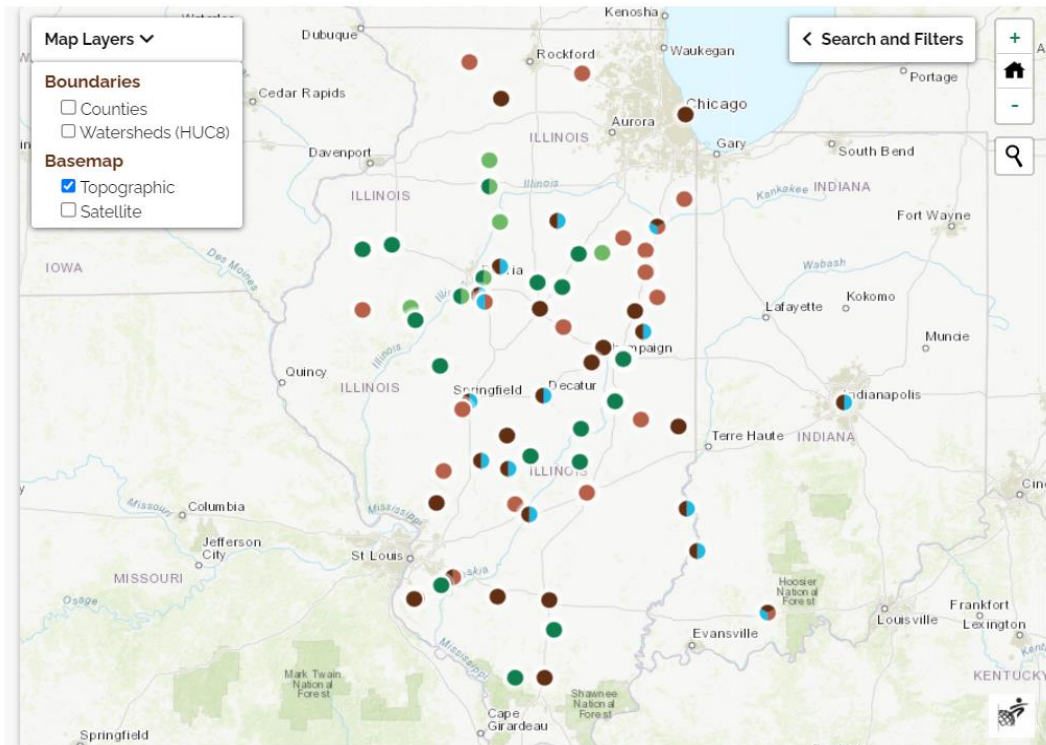 Map Layers
Boundaries
Counties
Watersheds (HUC8)
Basemap
Topographic
Satellite
Search and Filters
+
-
Kenosha
Dubuque
Rockford
Waukegan
Portage
Cedar Rapids
Chicago
Aurora
ILLINOIS
Gary
South Bend
Davenport
ILLINOIS
Illinois
Kankakee
INDIANA
Fort Wayne
Des Moines
IOWA
Wabash
Lafayette
Kokomo
Illinois
Muncie
Quincy
ILLINOIS
Springfield
Decatur
Indianapolis
Terre Haute
INDIANA
ILLINOIS
Missouri
Columbia
Mississippi
Jefferson
City
St Louis
MISSOURI
Osage
Hoosier
National
Forest
Louisville
Frankfort
Lexington
Evansville
Mississippi
KENTUCKY
Mark Twain
National
Forest
Shawnee
National
Forest
Cape
Girardeau
Springfield